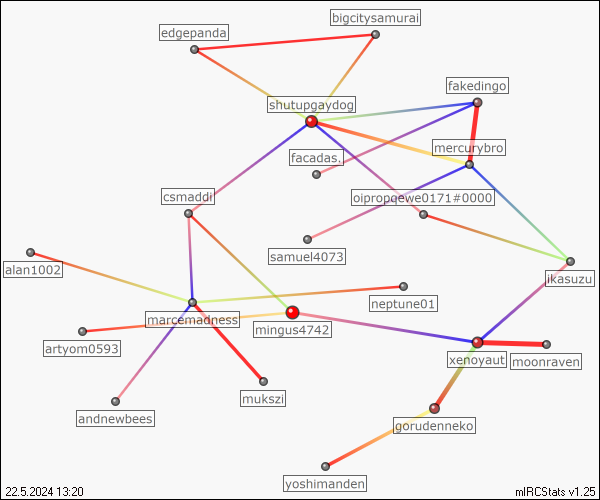 bigcitysamurai
edgepanda
fakedingo
shutupgaydog
mercurybro
facadas.
csmaddi
oipropqewe0171#0000
samuel4073
alan1002
ikasuzu
neptune01
marcemadness
mingus4742
artyom0593
xenoyaut
moonraven
mukszi
andnewbees
gorudenneko
yoshimanden
22.5.2024 13:20
mIRCStats v1.25